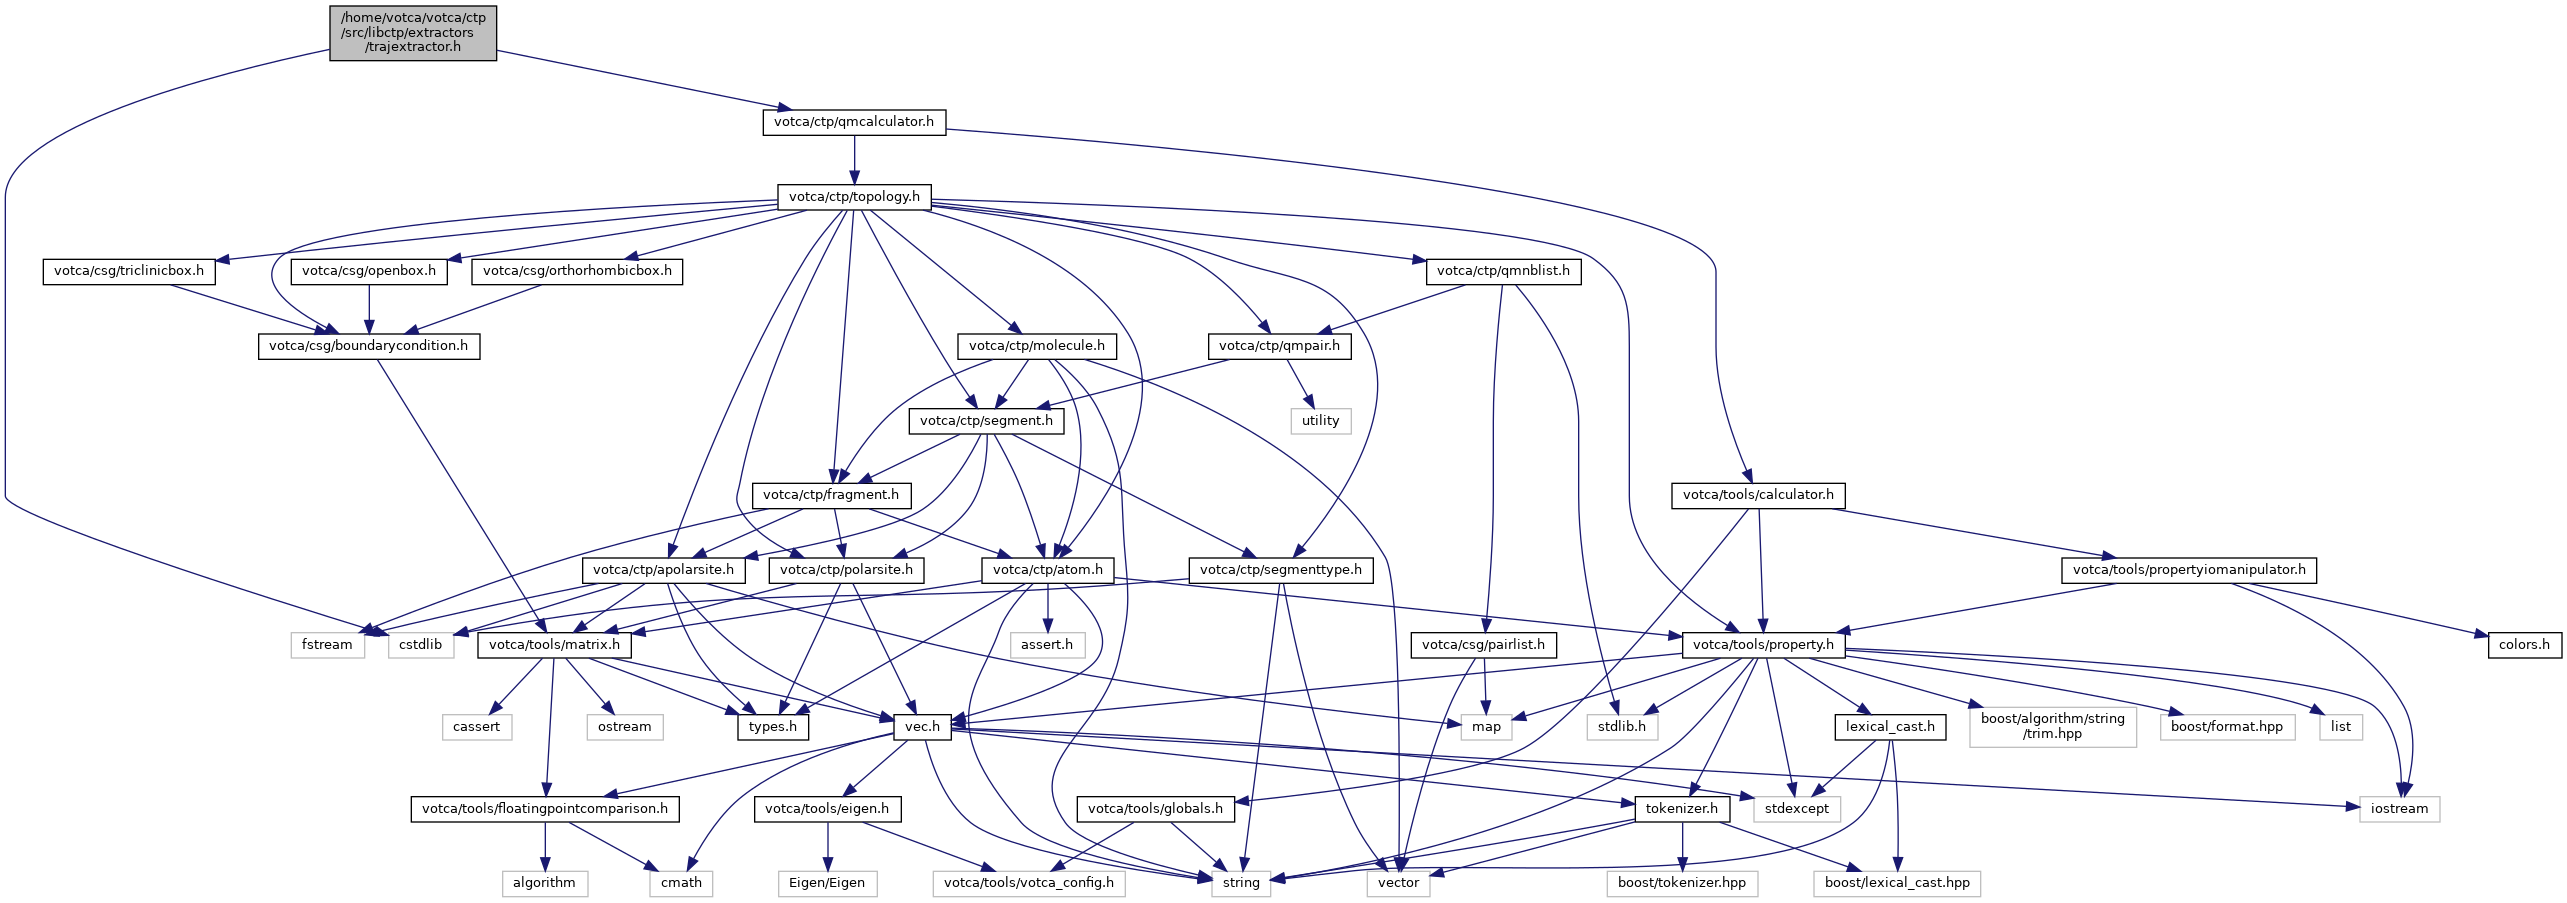 /home/votca/votca/ctp
/src/libctp/extractors
/trajextractor.h
votca/ctp/qmcalculator.h
votca/ctp/topology.h
votca/csg/triclinicbox.h
votca/csg/openbox.h
votca/csg/orthorhombicbox.h
votca/ctp/qmnblist.h
votca/csg/boundarycondition.h
votca/ctp/molecule.h
votca/ctp/qmpair.h
votca/ctp/segment.h
utility
votca/ctp/fragment.h
votca/tools/calculator.h
votca/ctp/apolarsite.h
votca/ctp/polarsite.h
votca/ctp/atom.h
votca/ctp/segmenttype.h
votca/tools/propertyiomanipulator.h
fstream
cstdlib
votca/tools/matrix.h
assert.h
votca/csg/pairlist.h
votca/tools/property.h
colors.h
cassert
ostream
types.h
vec.h
map
stdlib.h
lexical_cast.h
boost/algorithm/string
/trim.hpp
boost/format.hpp
list
votca/tools/floatingpointcomparison.h
votca/tools/eigen.h
votca/tools/globals.h
tokenizer.h
stdexcept
iostream
algorithm
cmath
Eigen/Eigen
votca/tools/votca_config.h
string
vector
boost/tokenizer.hpp
boost/lexical_cast.hpp